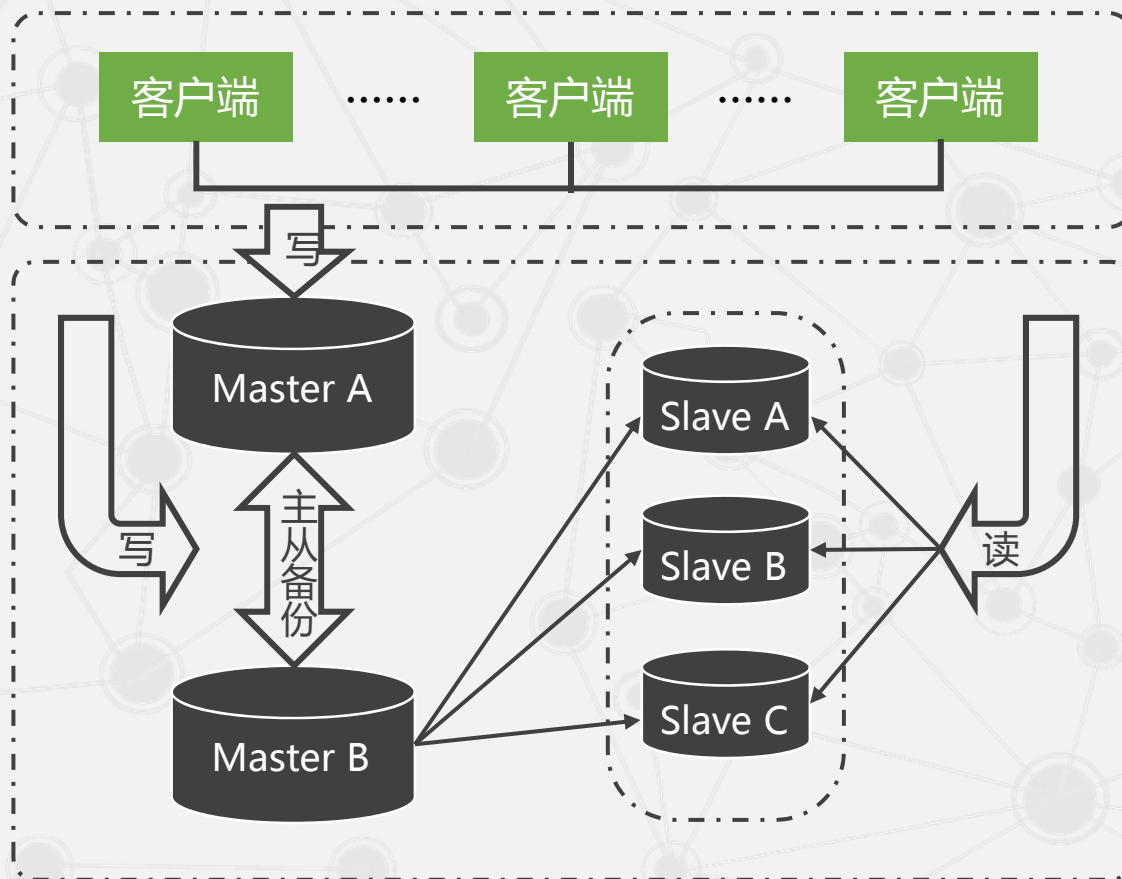 客户端 …… 客户端 …… 客户端
写
Master A
Slave A
写
主从备份
Slave B
读
Slave C
Master B